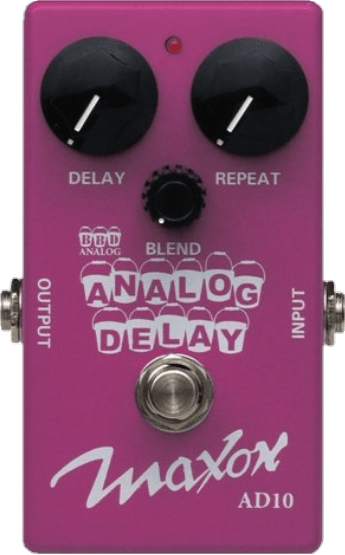 DELAY
REPEAT
BLEND
BBD
ANALOG
ANALOG
DELAY
OUTPUT
INPUT
maxon
AD10